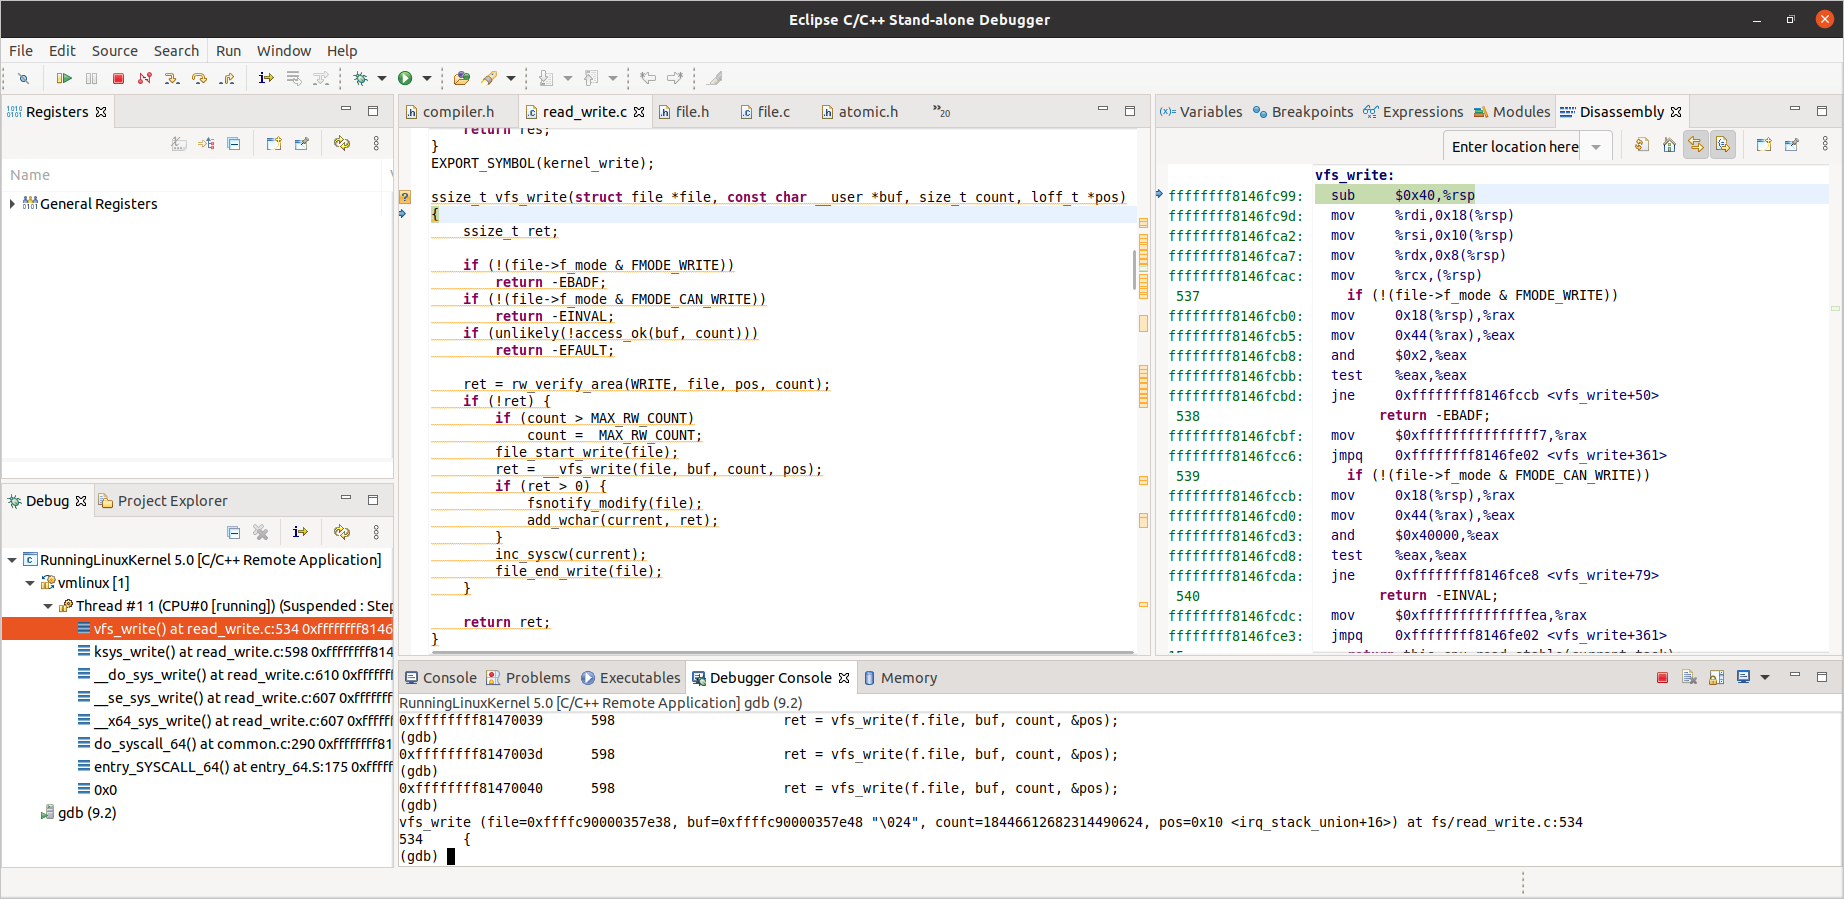 Eclipse C/C++ Stand-alone Debugger
File Edit Source Search Run Window Help
Registers
Name
General Registers
Debug Project Explorer
RunningLinuxKernel 5.0 [C/C++ Remote Application]
vmlinux [1]
Thread #1 1 (CPU#0 [running]) (Suspended : Step
vfs_write() at read_write.c:534 0xffffffff8146
ksys_write() at read_write.c:598 0xffffffff814
__do_sys_write() at read_write.c:610 0xffffffff
__se_sys_write() at read_write.c:607 0xffffffff
__x64_sys_write() at read_write.c:607 0xffffff
do_syscall_64() at common.c:290 0xffffffff81
entry_SYSCALL_64() at entry_64.S:175 0xfffff
0x0
gdb (9.2)
compiler.h read_write.c file.h file.c atomic.h »20
return res;
}
EXPORT_SYMBOL(kernel_write);
ssize_t vfs_write(struct file *file, const char __user *buf, size_t count, loff_t *pos)
{
ssize_t ret;
if (!(file->f_mode & FMODE_WRITE))
return -EBADF;
if (!(file->f_mode & FMODE_CAN_WRITE))
return -EINVAL;
if (unlikely(!access_ok(buf, count)))
return -EFAULT;
ret = rw_verify_area(WRITE, file, pos, count);
if (!ret) {
if (count > MAX_RW_COUNT)
count =  MAX_RW_COUNT;
file_start_write(file);
ret = __vfs_write(file, buf, count, pos);
if (ret > 0) {
fsnotify_modify(file);
add_wchar(current, ret);
}
inc_syscw(current);
file_end_write(file);
}
return ret;
}
Variables Breakpoints Expressions Modules Disassembly
Enter location here
vfs_write:
ffffffff8146fc99: sub $0x40,%rsp
ffffffff8146fc9d: mov %rdi,0x18(%rsp)
ffffffff8146fca2: mov %rsi,0x10(%rsp)
ffffffff8146fca7: mov %rdx,0x8(%rsp)
ffffffff8146fcac: mov %rcx,(%rsp)
537 if (!(file->f_mode & FMODE_WRITE))
ffffffff8146fcb0: mov 0x18(%rsp),%rax
ffffffff8146fcb5: mov 0x44(%rax),%eax
ffffffff8146fcb8: and $0x2,%eax
ffffffff8146fcbb: test %eax,%eax
ffffffff8146fcbd: jne 0xffffffff8146fccb <vfs_write+50>
538 return -EBADF;
ffffffff8146fcbf: mov $0xfffffffffffffff7,%rax
ffffffff8146fcc6: jmpq 0xffffffff8146fe02 <vfs_write+361>
539 if (!(file->f_mode & FMODE_CAN_WRITE))
ffffffff8146fccb: mov 0x18(%rsp),%rax
ffffffff8146fcd0: mov 0x44(%rax),%eax
ffffffff8146fcd3: and $0x40000,%eax
ffffffff8146fcd8: test %eax,%eax
ffffffff8146fcda: jne 0xffffffff8146fce8 <vfs_write+79>
540 return -EINVAL;
ffffffff8146fcdc: mov $0xffffffffffffffea,%rax
ffffffff8146fce3: jmpq 0xffffffff8146fe02 <vfs_write+361>
15 return this_cpu_read_stable(current_task)
Console Problems Executables Debugger Console Memory
RunningLinuxKernel 5.0 [C/C++ Remote Application] gdb (9.2)
0xffffffff81470039 598 ret = vfs_write(f.file, buf, count, &pos);
(gdb)
0xffffffff8147003d 598 ret = vfs_write(f.file, buf, count, &pos);
(gdb)
0xffffffff81470040 598 ret = vfs_write(f.file, buf, count, &pos);
(gdb)
vfs_write (file=0xffffc90000357e38, buf=0xffffc90000357e48 "\024", count=18446612682314490624, pos=0x10 <irq_stack_union+16>) at fs/read_write.c:534
534 {
(gdb)